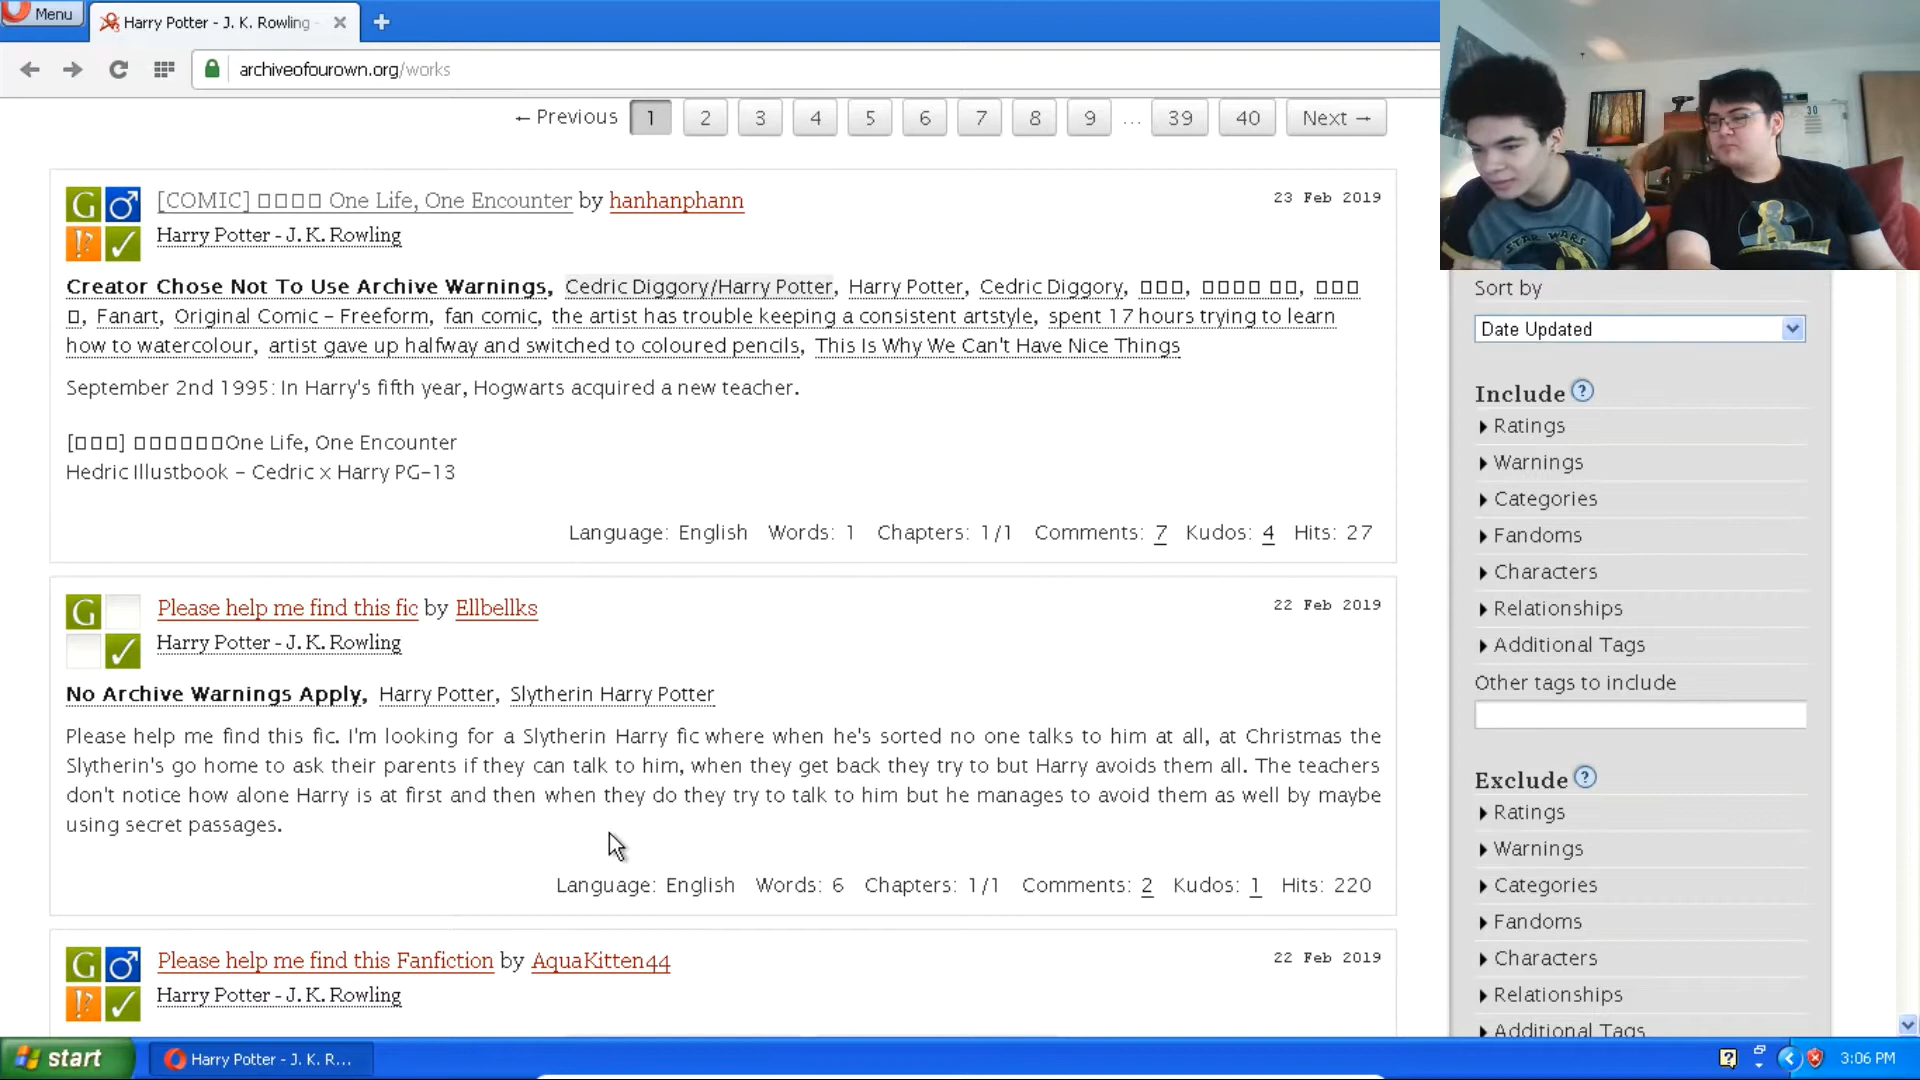 Menu
Harry Potter - J. K. Rowling -
archiveofourown.org/works
← Previous 1 2 3 4 5 6 7 8 9 ... 39 40 Next →
[COMIC] □□□□ One Life, One Encounter by hanhanphann
23 Feb 2019
Harry Potter - J. K. Rowling
Creator Chose Not To Use Archive Warnings, Cedric Diggory/Harry Potter, Harry Potter, Cedric Diggory, □□□, □□□□ □□, □□□
□, Fanart, Original Comic - Freeform, fan comic, the artist has trouble keeping a consistent artstyle, spent 17 hours trying to learn
how to watercolour, artist gave up halfway and switched to coloured pencils, This Is Why We Can't Have Nice Things
September 2nd 1995: In Harry's fifth year, Hogwarts acquired a new teacher.
[□□□] □□□□□□One Life, One Encounter
Hedric Illustbook - Cedric x Harry PG-13
Language: English Words: 1 Chapters: 1/1 Comments: 7 Kudos: 4 Hits: 27
G
Please help me find this fic by Ellbellks
22 Feb 2019
Harry Potter - J. K. Rowling
No Archive Warnings Apply, Harry Potter, Slytherin Harry Potter
Please help me find this fic. I'm looking for a Slytherin Harry fic where when he's sorted no one talks to him at all, at Christmas the
Slytherin's go home to ask their parents if they can talk to him, when they get back they try to but Harry avoids them all. The teachers
don't notice how alone Harry is at first and then when they do they try to talk to him but he manages to avoid them as well by maybe
using secret passages.
Language: English Words: 6 Chapters: 1/1 Comments: 2 Kudos: 1 Hits: 220
G
Please help me find this Fanfiction by AquaKitten44
22 Feb 2019
Harry Potter - J. K. Rowling
Sort by
Date Updated
Include ?
Ratings
Warnings
Categories
Fandoms
Characters
Relationships
Additional Tags
Other tags to include
Exclude ?
Ratings
Warnings
Categories
Fandoms
Characters
Relationships
Additional Tags
STAR WARS
30
start
Harry Potter - J. K. R...
3:06 PM